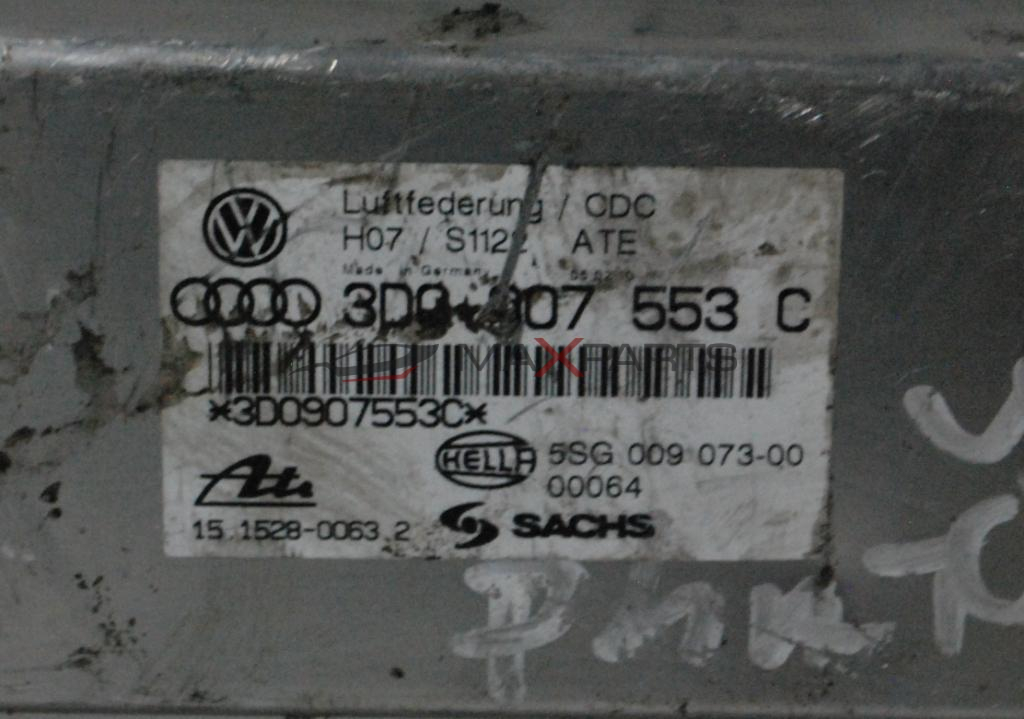 Luftfederung / CDC
H07 / S1122 ATE
Made in Germany
3D0 907 553 C
MAXPARTS
*3D0907553C*
HELLA 5SG 009 073-00
00064
Ate
15.1528-0063.2
SACHS